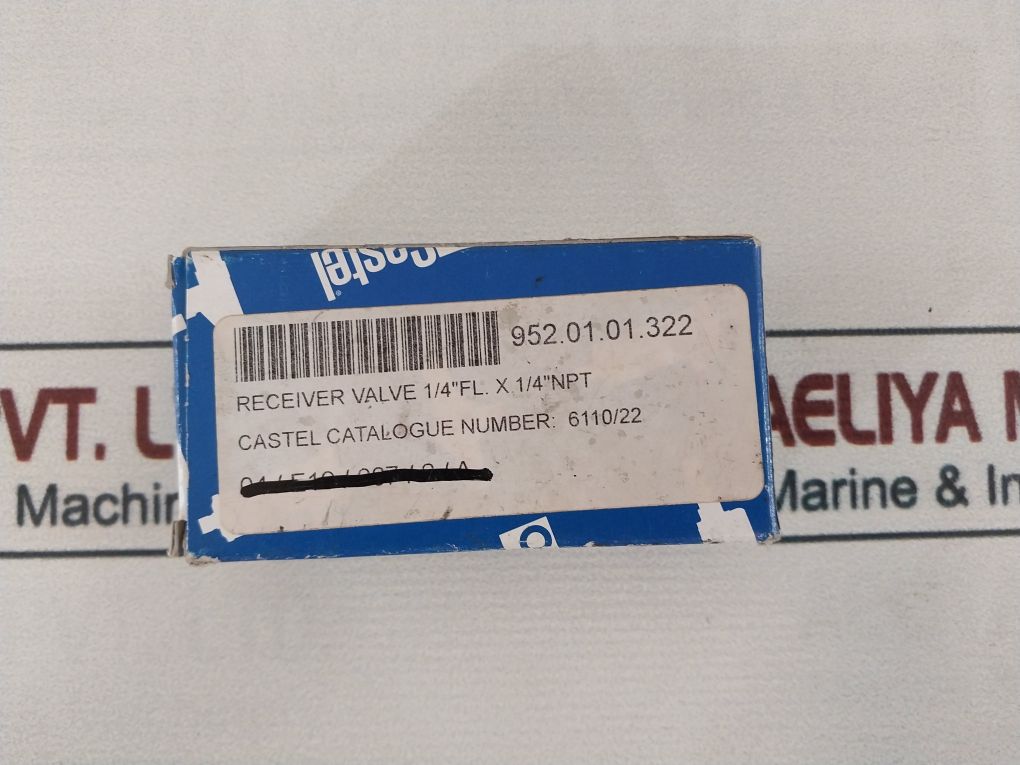 Castel
952.01.01.322
RECEIVER VALVE 1/4"FL. X 1/4"NPT
CASTEL CATALOGUE NUMBER: 6110/22
VT. L
AELIYA M
Machin
Marine & In